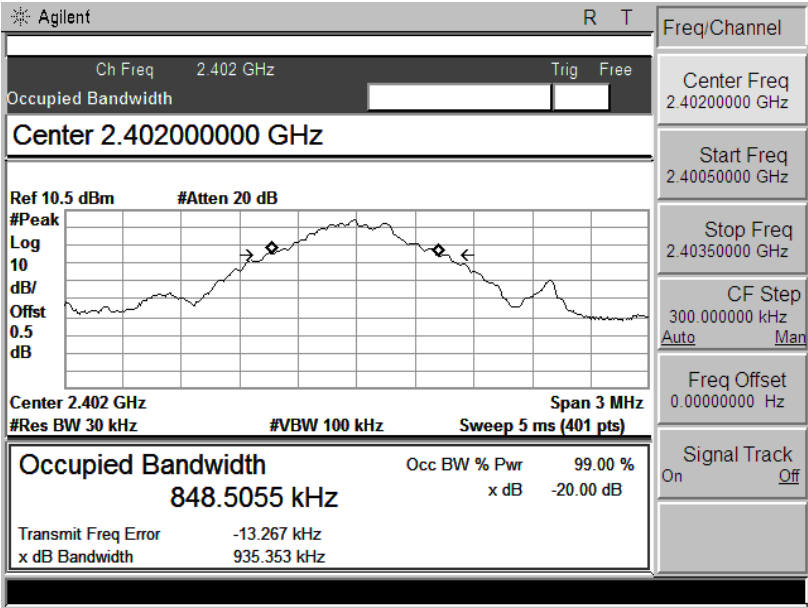 Agilent R T
Ch Freq 2.402 GHz Trig Free
Occupied Bandwidth
Center 2.402000000 GHz
Ref 10.5 dBm #Atten 20 dB
#Peak
Log
10
dB/
Offst
0.5
dB
Center 2.402 GHz Span 3 MHz
#Res BW 30 kHz #VBW 100 kHz Sweep 5 ms (401 pts)
Occupied Bandwidth Occ BW % Pwr 99.00 %
848.5055 kHz x dB -20.00 dB
Transmit Freq Error -13.267 kHz
x dB Bandwidth 935.353 kHz
Freq/Channel
Center Freq
2.40200000 GHz
Start Freq
2.40050000 GHz
Stop Freq
2.40350000 GHz
CF Step
300.000000 kHz
Auto Man
Freq Offset
0.00000000 Hz
Signal Track
On Off